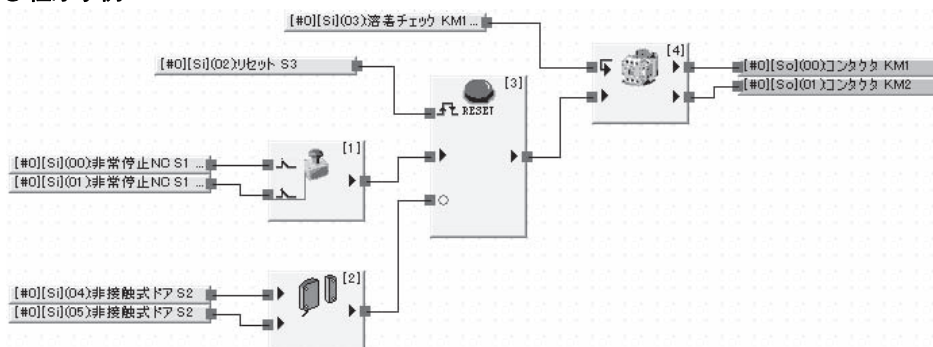 [#0][Si](03)溶着チェック KM1...
[4]
[#0][So](00)コンタクタ KM1
[#0][So](01)コンタクタ KM2
[#0][Si](02)リセット S3
[3]
RESET
[1]
[#0][Si](00)非常停止NC S1 ...
[#0][Si](01)非常停止NC S1 ...
[2]
[#0][Si](04)非接触式ドア S2
[#0][Si](05)非接触式ドア S2